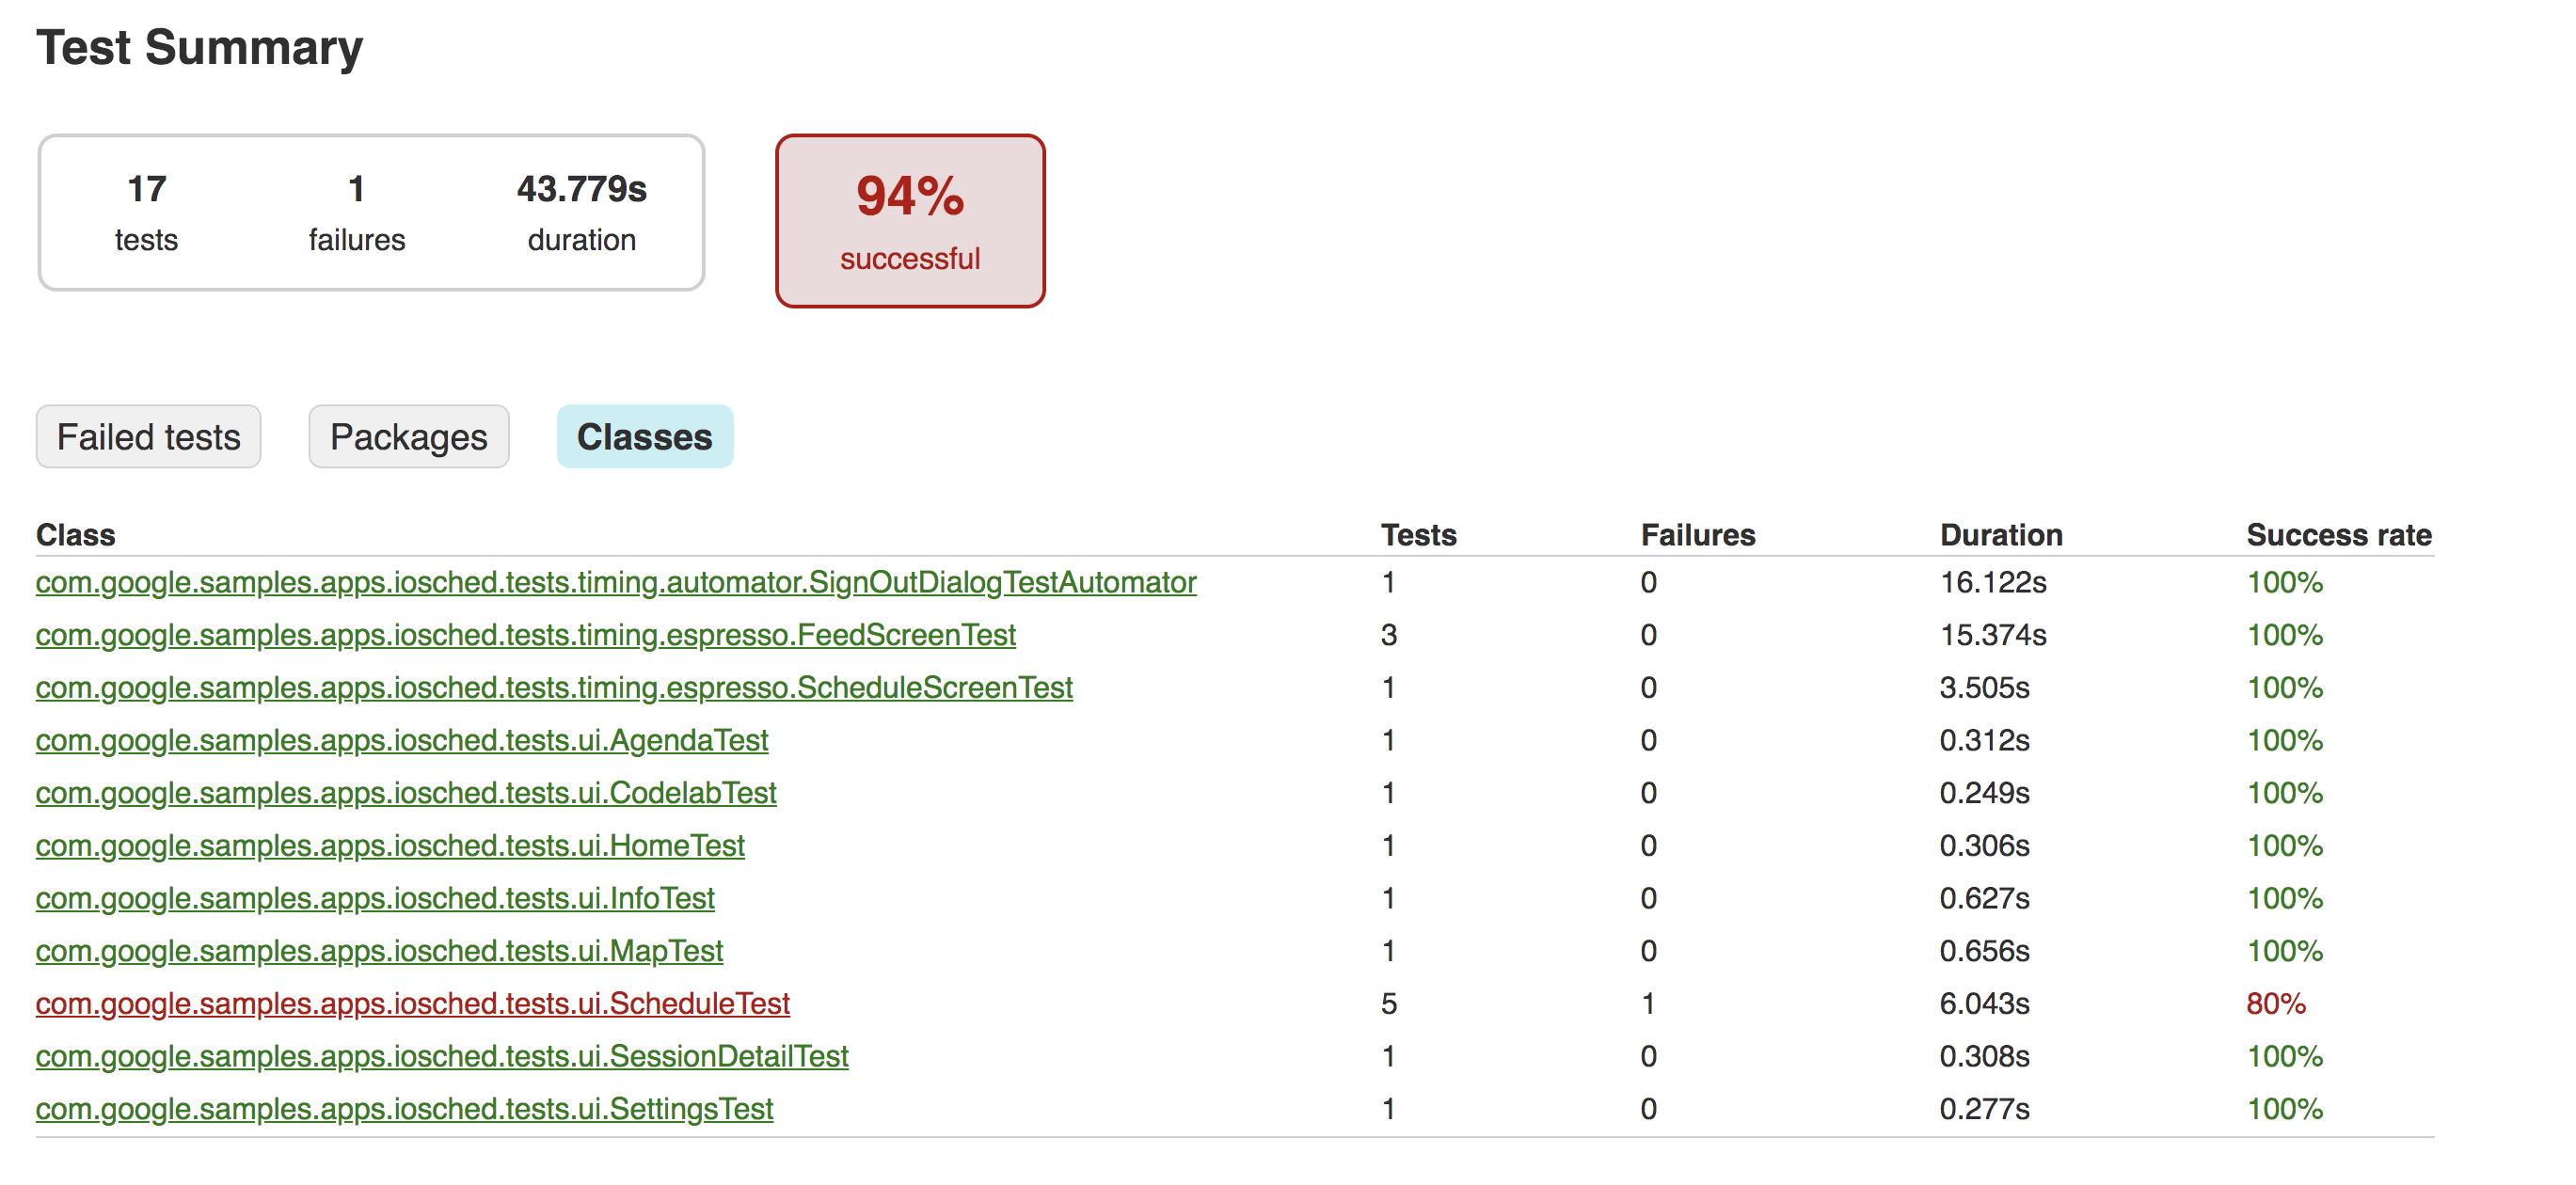 Test Summary
17 1 43.779s 94%
tests failures duration successful
Failed tests Packages Classes
Class Tests Failures Duration Success rate
com.google.samples.apps.iosched.tests.timing.automator.SignOutDialogTestAutomator 1 0 16.122s 100%
com.google.samples.apps.iosched.tests.timing.espresso.FeedScreenTest 3 0 15.374s 100%
com.google.samples.apps.iosched.tests.timing.espresso.ScheduleScreenTest 1 0 3.505s 100%
com.google.samples.apps.iosched.tests.ui.AgendaTest 1 0 0.312s 100%
com.google.samples.apps.iosched.tests.ui.CodelabTest 1 0 0.249s 100%
com.google.samples.apps.iosched.tests.ui.HomeTest 1 0 0.306s 100%
com.google.samples.apps.iosched.tests.ui.InfoTest 1 0 0.627s 100%
com.google.samples.apps.iosched.tests.ui.MapTest 1 0 0.656s 100%
com.google.samples.apps.iosched.tests.ui.ScheduleTest 5 1 6.043s 80%
com.google.samples.apps.iosched.tests.ui.SessionDetailTest 1 0 0.308s 100%
com.google.samples.apps.iosched.tests.ui.SettingsTest 1 0 0.277s 100%